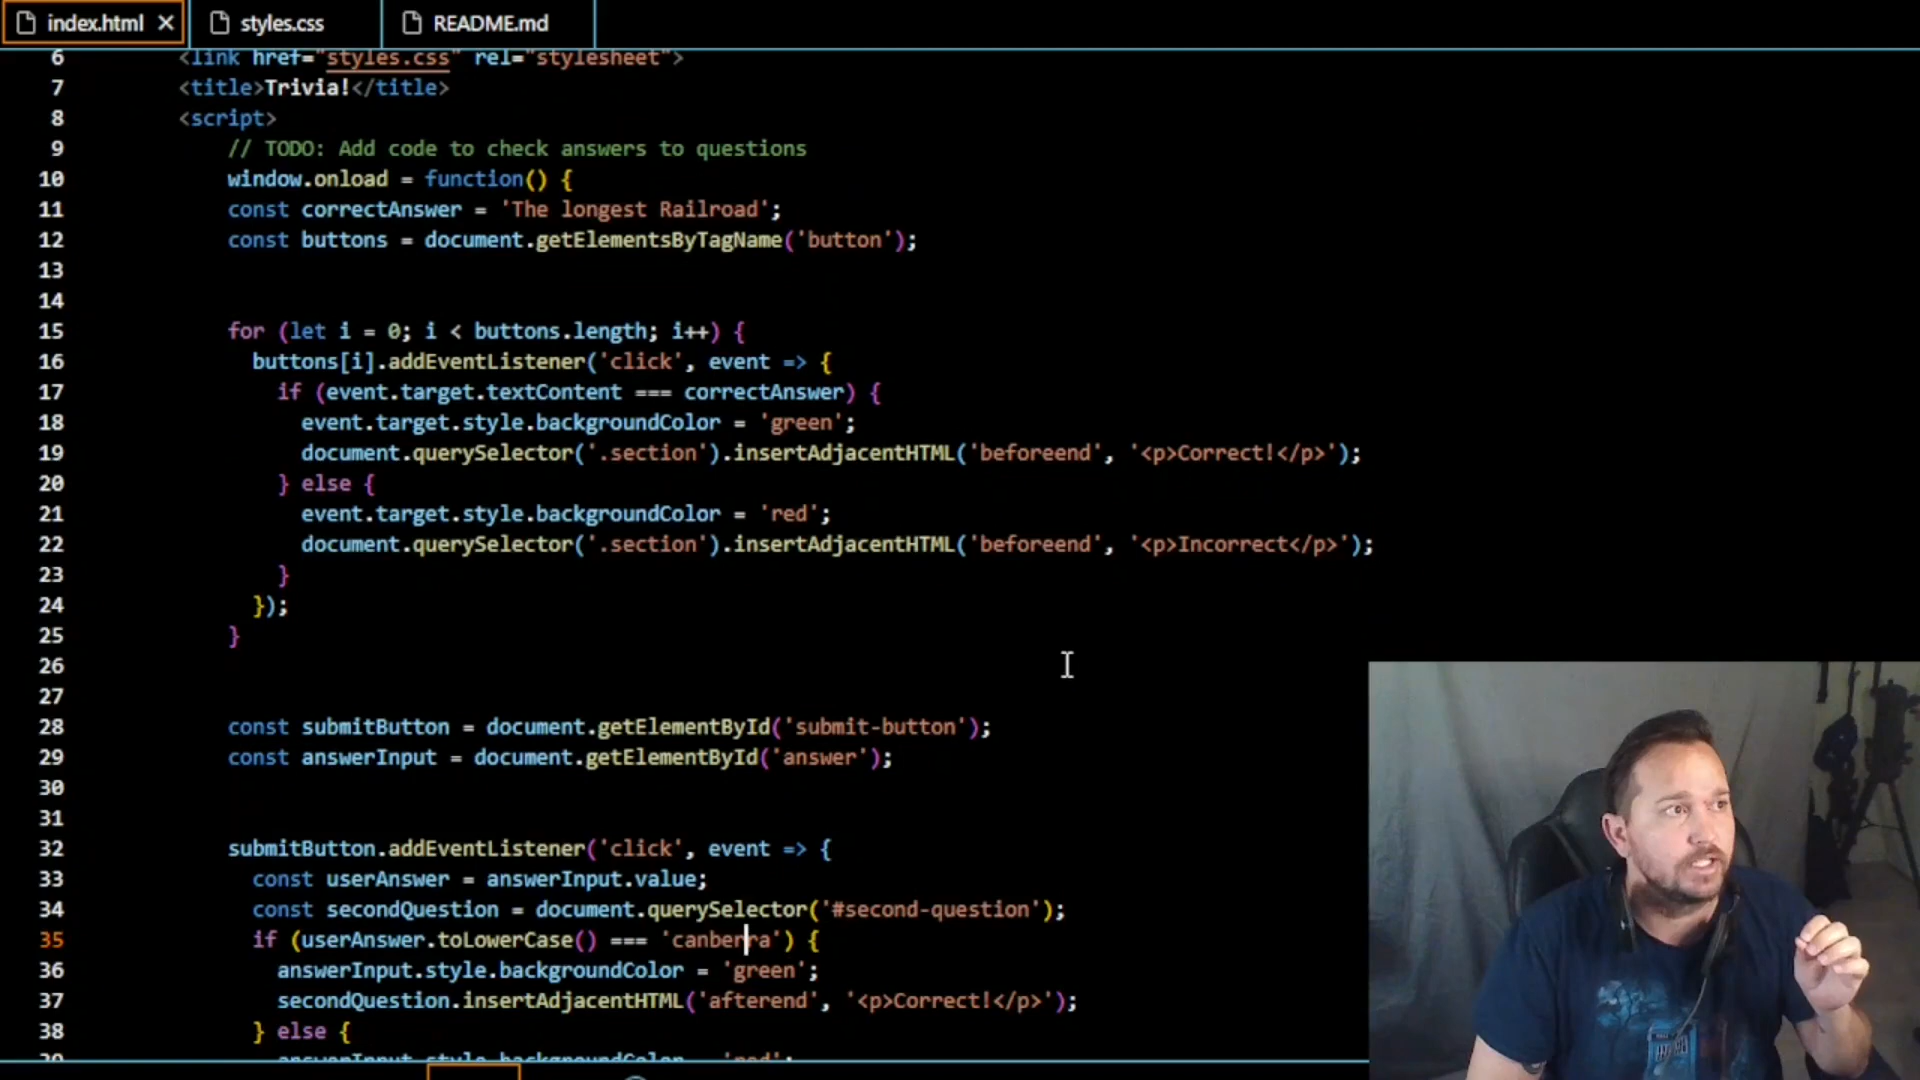 index.html
styles.css
README.md
6 <link href="styles.css" rel="stylesheet">
7 <title>Trivia!</title>
8 <script>
9 // TODO: Add code to check answers to questions
10 window.onload = function() {
11 const correctAnswer = 'The longest Railroad';
12 const buttons = document.getElementsByTagName('button');
13
14
15 for (let i = 0; i < buttons.length; i++) {
16 buttons[i].addEventListener('click', event => {
17 if (event.target.textContent === correctAnswer) {
18 event.target.style.backgroundColor = 'green';
19 document.querySelector('.section').insertAdjacentHTML('beforeend', '<p>Correct!</p>');
20 } else {
21 event.target.style.backgroundColor = 'red';
22 document.querySelector('.section').insertAdjacentHTML('beforeend', '<p>Incorrect</p>');
23 }
24 });
25 }
26
27
28 const submitButton = document.getElementById('submit-button');
29 const answerInput = document.getElementById('answer');
30
31
32 submitButton.addEventListener('click', event => {
33 const userAnswer = answerInput.value;
34 const secondQuestion = document.querySelector('#second-question');
35 if (userAnswer.toLowerCase() === 'canberra') {
36 answerInput.style.backgroundColor = 'green';
37 secondQuestion.insertAdjacentHTML('afterend', '<p>Correct!</p>');
38 } else {
39 answerInput.style.backgroundColor = 'red';